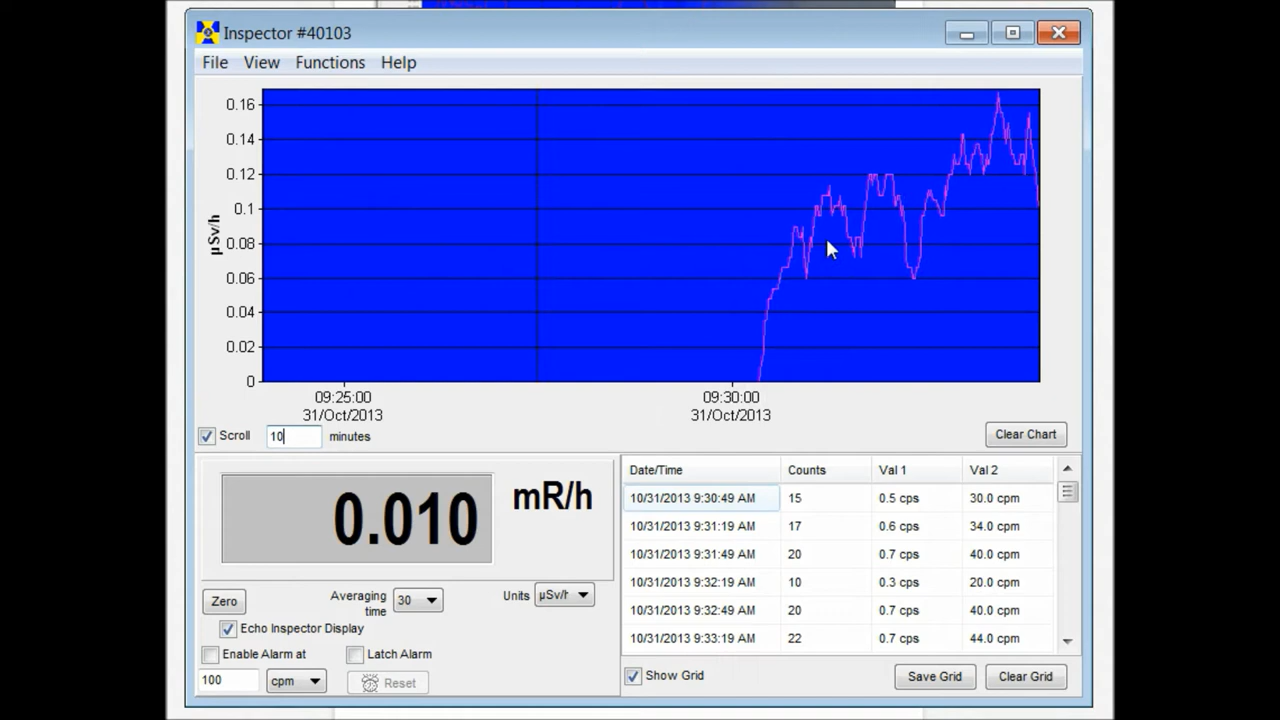 Inspector #40103
File View Functions Help
0.16
0.14
0.12
0.1
0.08
0.06
0.04
0.02
0
µSv/h
09:25:00 09:30:00
31/Oct/2013 31/Oct/2013
Scroll 10 minutes Clear Chart
0.010 mR/h
Zero Averaging time 30 Units µSv/h
Echo Inspector Display
Enable Alarm at Latch Alarm
100 cpm Reset
Date/Time Counts Val 1 Val 2
10/31/2013 9:30:49 AM 15 0.5 cps 30.0 cpm
10/31/2013 9:31:19 AM 17 0.6 cps 34.0 cpm
10/31/2013 9:31:49 AM 20 0.7 cps 40.0 cpm
10/31/2013 9:32:19 AM 10 0.3 cps 20.0 cpm
10/31/2013 9:32:49 AM 20 0.7 cps 40.0 cpm
10/31/2013 9:33:19 AM 22 0.7 cps 44.0 cpm
Show Grid Save Grid Clear Grid